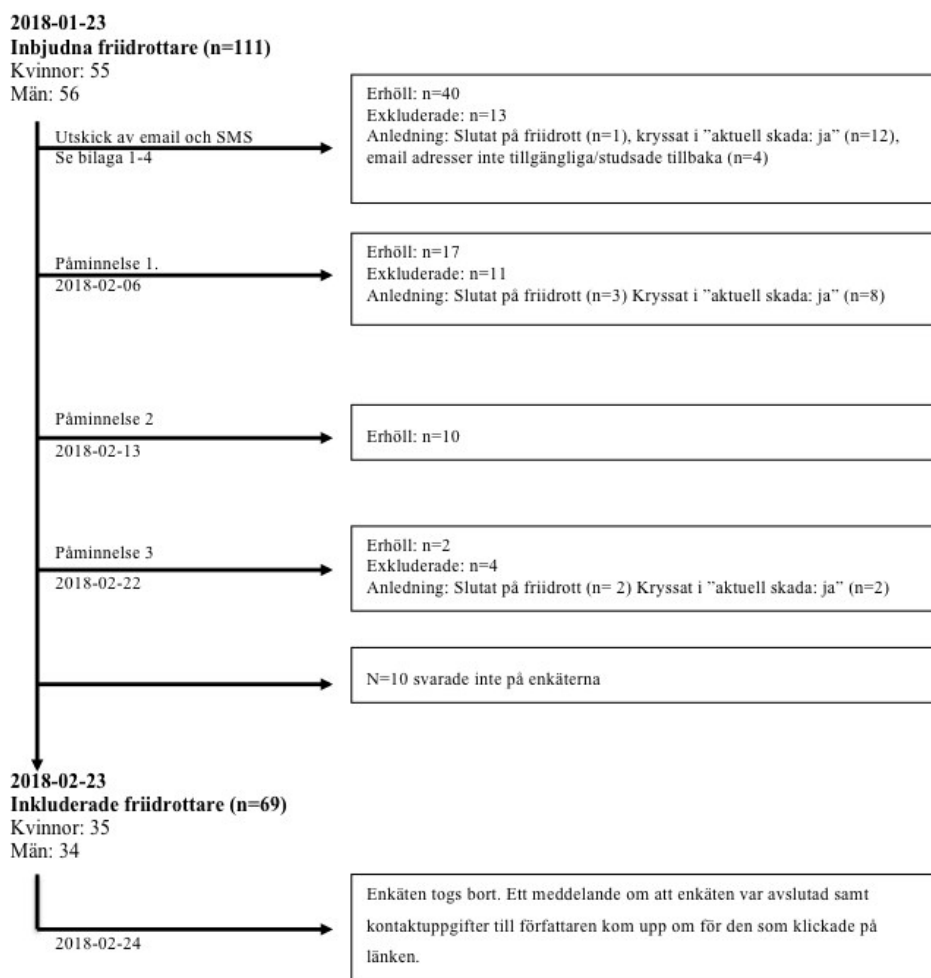 2018-01-23
Inbjudna friidrottare (n=111)
Kvinnor: 55
Män: 56
Utskick av email och SMS
Se bilaga 1-4
Erhöll: n=40
Exkluderade: n=13
Anledning: Slutat på friidrott (n=1), kryssat i ”aktuell skada: ja” (n=12),
email adresser inte tillgängliga/studsade tillbaka (n=4)
Påminnelse 1.
2018-02-06
Erhöll: n=17
Exkluderade: n=11
Anledning: Slutat på friidrott (n=3) Kryssat i ”aktuell skada: ja” (n=8)
Påminnelse 2
2018-02-13
Erhöll: n=10
Påminnelse 3
2018-02-22
Erhöll: n=2
Exkluderade: n=4
Anledning: Slutat på friidrott (n= 2) Kryssat i ”aktuell skada: ja” (n=2)
N=10 svarade inte på enkäterna
2018-02-23
Inkluderade friidrottare (n=69)
Kvinnor: 35
Män: 34
2018-02-24
Enkäten togs bort. Ett meddelande om att enkäten var avslutad samt
kontaktuppgifter till författaren kom upp om för den som klickade på
länken.